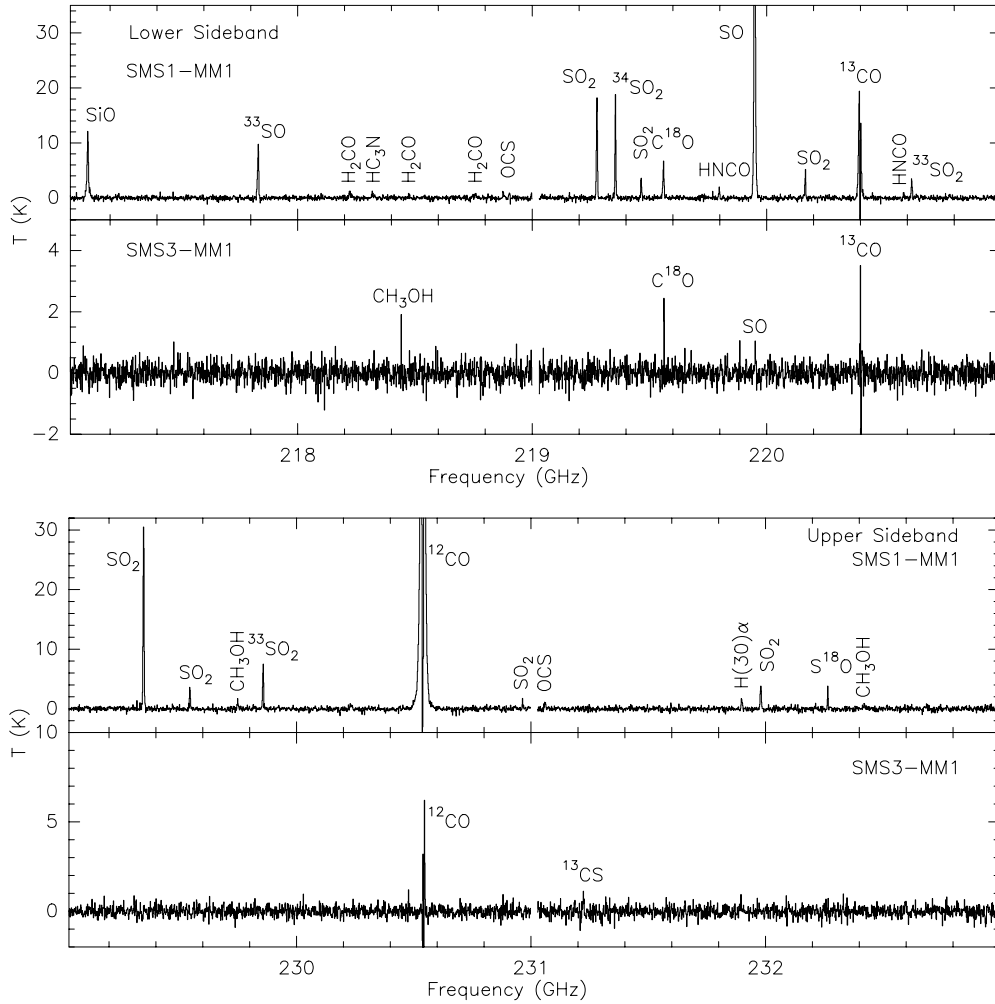 Lower Sideband
SMS1-MM1
SiO
³³SO
H₂CO
HC₃N
H₂CO
H₂CO
OCS
SO₂
³⁴SO₂
SO₂
C¹⁸O
HNCO
SO
SO₂
¹³CO
HNCO
³³SO₂
30
20
10
0
T (K)
SMS3-MM1
CH₃OH
C¹⁸O
SO
¹³CO
4
2
0
-2
218
219
220
Frequency (GHz)
Upper Sideband
SMS1-MM1
SO₂
SO₂
CH₃OH
³³SO₂
¹²CO
SO₂
OCS
H(30)α
SO₂
S¹⁸O
CH₃OH
30
20
10
0
T (K)
SMS3-MM1
¹²CO
¹³CS
10
5
0
230
231
232
Frequency (GHz)